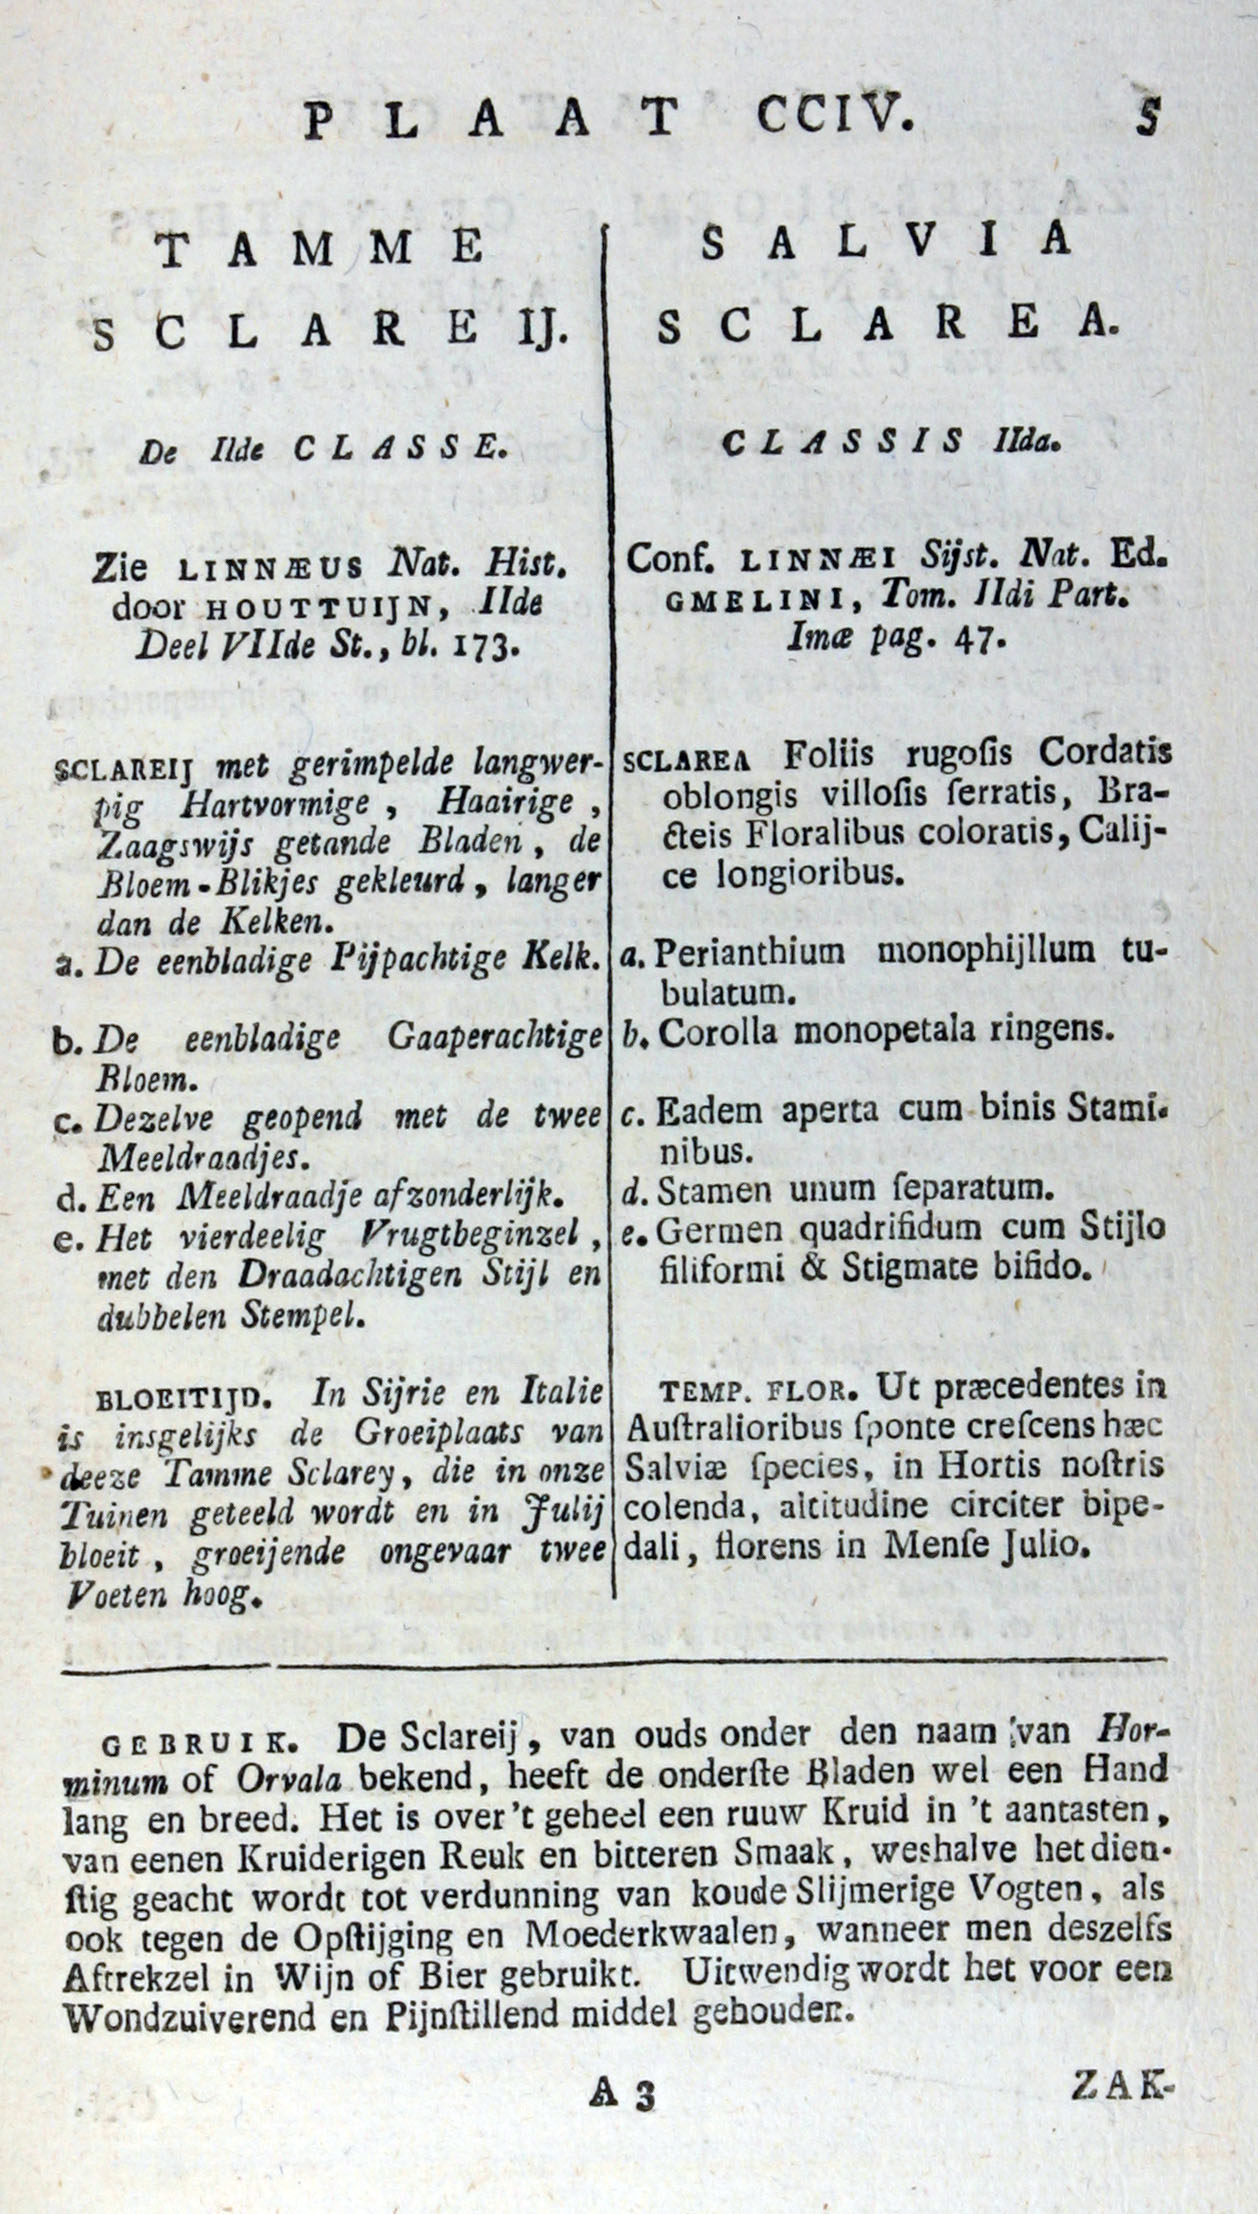 PLAAT CCIV. 5
TAMME
SCLAREIJ.
De IIde CLASSE.
Zie LINNÆUS Nat. Hist.
door HOUTTUIJN, IIde
Deel VIIde St., bl. 173.
SCLAREIJ met gerimpelde langwer-
pig Hartvormige, Haairige,
Zaagswijs getande Bladen, de
Bloem-Blikjes gekleurd, langer
dan de Kelken.
a. De eenbladige Pijpachtige Kelk.
b. De eenbladige Gaaperachtige
Bloem.
c. Dezelve geopend met de twee
Meeldraadjes.
d. Een Meeldraadje afzonderlijk.
e. Het vierdeelig Vrugtbeginzel,
met den Draadachtigen Stijl en
dubbelen Stempel.
BLOEITIJD. In Sijrie en Italie
is insgelijks de Groeiplaats van
deeze Tamme Sclarey, die in onze
Tuinen geteeld wordt en in Julij
bloeit, groeijende ongevaar twee
Voeten hoog.
SALVIA
SCLAREA.
CLASSIS IIda.
Conf. LINNÆI Sijst. Nat. Ed.
GMELINI, Tom. IIdi Part.
Imæ pag. 47.
SCLAREA Foliis rugoſis Cordatis
oblongis villoſis ſerratis, Bra-
cteis Floralibus coloratis, Calij-
ce longioribus.
a. Perianthium monophijllum tu-
bulatum.
b. Corolla monopetala ringens.
c. Eadem aperta cum binis Stami-
nibus.
d. Stamen unum ſeparatum.
e. Germen quadrifidum cum Stijlo
filiformi & Stigmate bifido.
TEMP. FLOR. Ut præcedentes in
Auſtralioribus ſponte creſcens hæc
Salviæ ſpecies, in Hortis noſtris
colenda, altitudine circiter bipe-
dali, florens in Menſe Julio.
GEBRUIK. De Sclareij, van ouds onder den naam van Hor-
minum of Orvala bekend, heeft de onderſte Bladen wel een Hand
lang en breed. Het is over 't geheel een ruuw Kruid in 't aantasten,
van eenen Kruiderigen Reuk en bitteren Smaak, weshalve het dien-
ſtig geacht wordt tot verdunning van koude Slijmerige Vogten, als
ook tegen de Opſtijging en Moederkwaalen, wanneer men deszelfs
Aftrekzel in Wijn of Bier gebruikt. Uitwendig wordt het voor een
Wondzuiverend en Pijnſtillend middel gehouden.
A 3 ZAK-